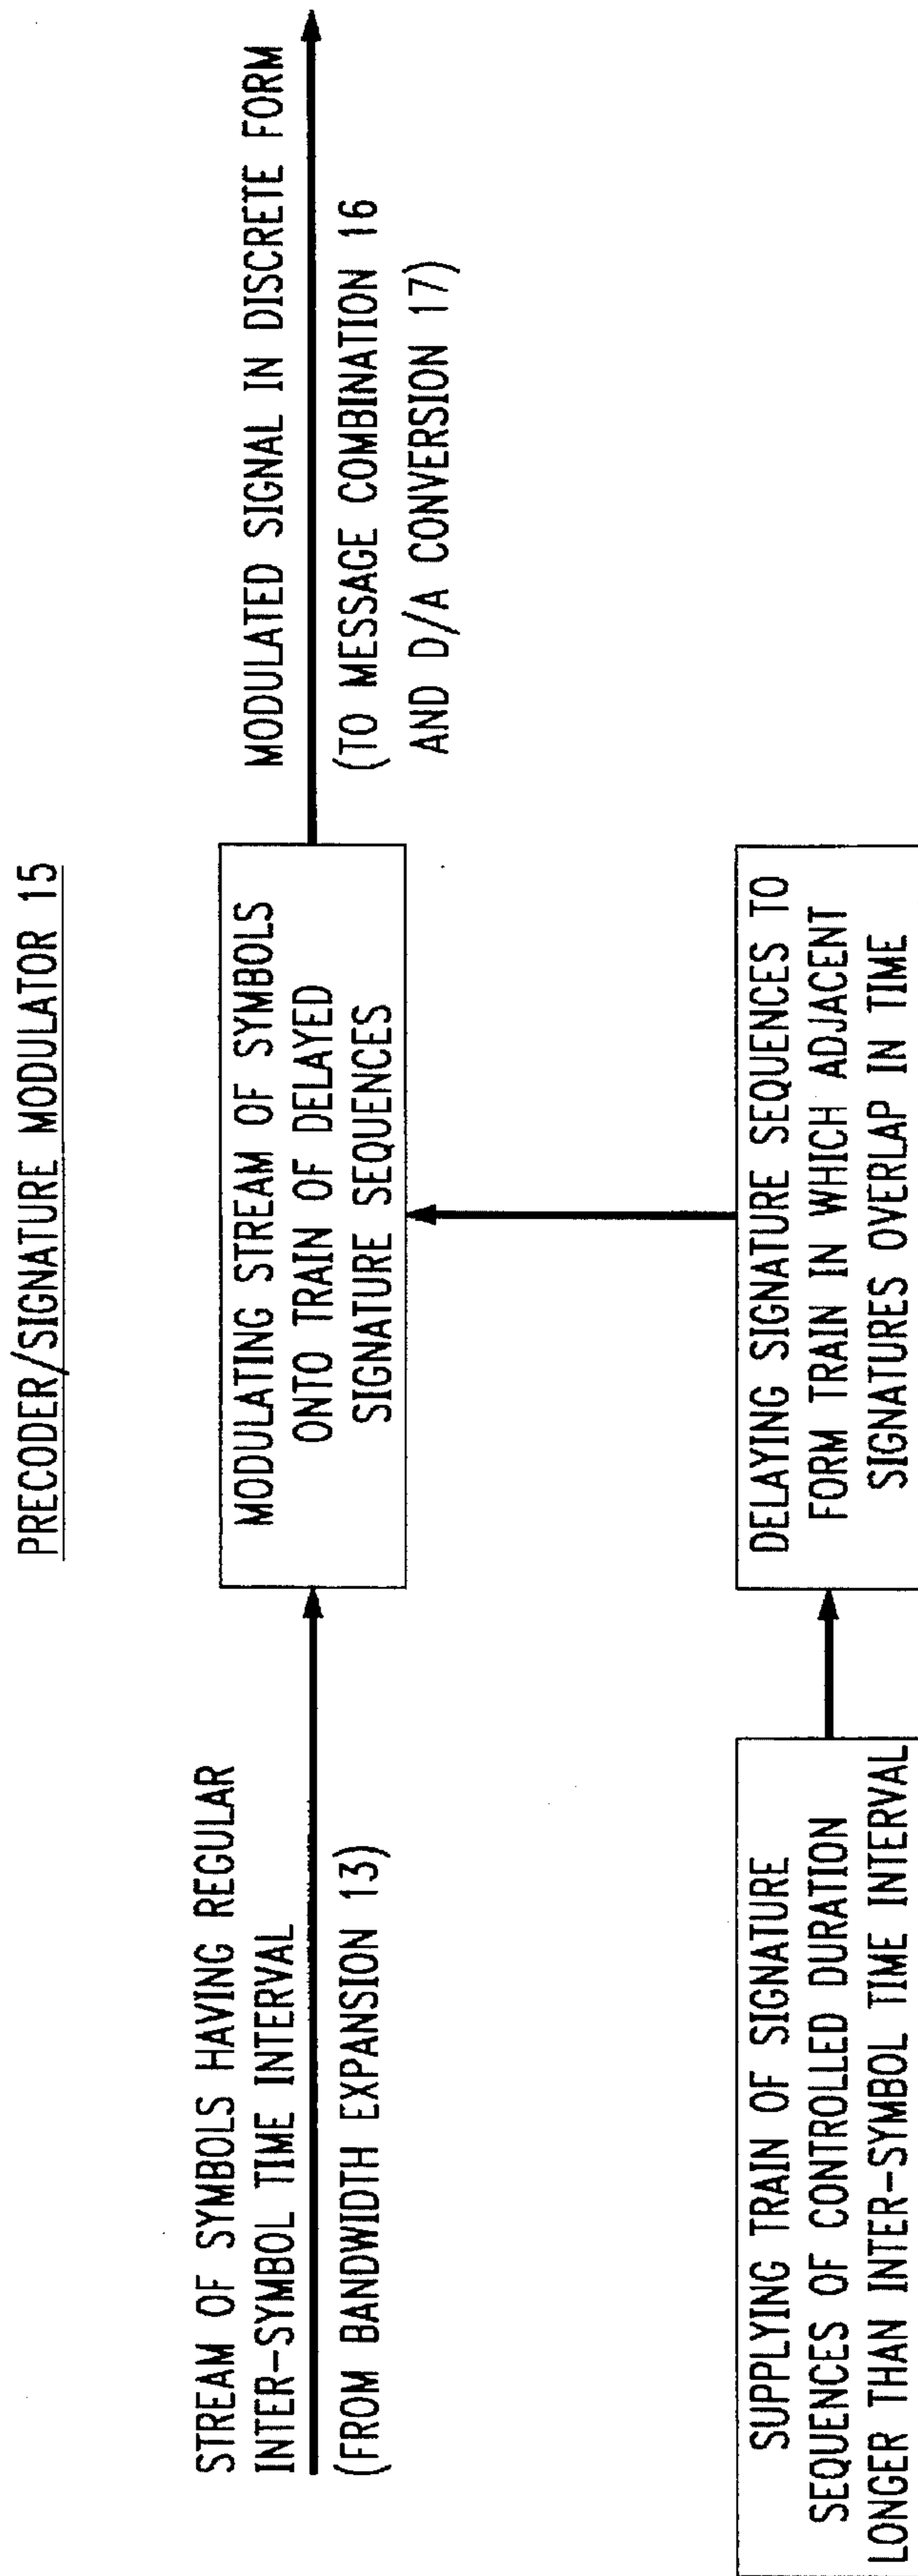 PRECODER/SIGNATURE MODULATOR 15
STREAM OF SYMBOLS HAVING REGULAR
INTER-SYMBOL TIME INTERVAL
(FROM BANDWIDTH EXPANSION 13)
MODULATING STREAM OF SYMBOLS
ONTO TRAIN OF DELAYED
SIGNATURE SEQUENCES
MODULATED SIGNAL IN DISCRETE FORM
(TO MESSAGE COMBINATION 16
AND D/A CONVERSION 17)
SUPPLYING TRAIN OF SIGNATURE
SEQUENCES OF CONTROLLED DURATION
LONGER THAN INTER-SYMBOL TIME INTERVAL
DELAYING SIGNATURE SEQUENCES TO
FORM TRAIN IN WHICH ADJACENT
SIGNATURES OVERLAP IN TIME